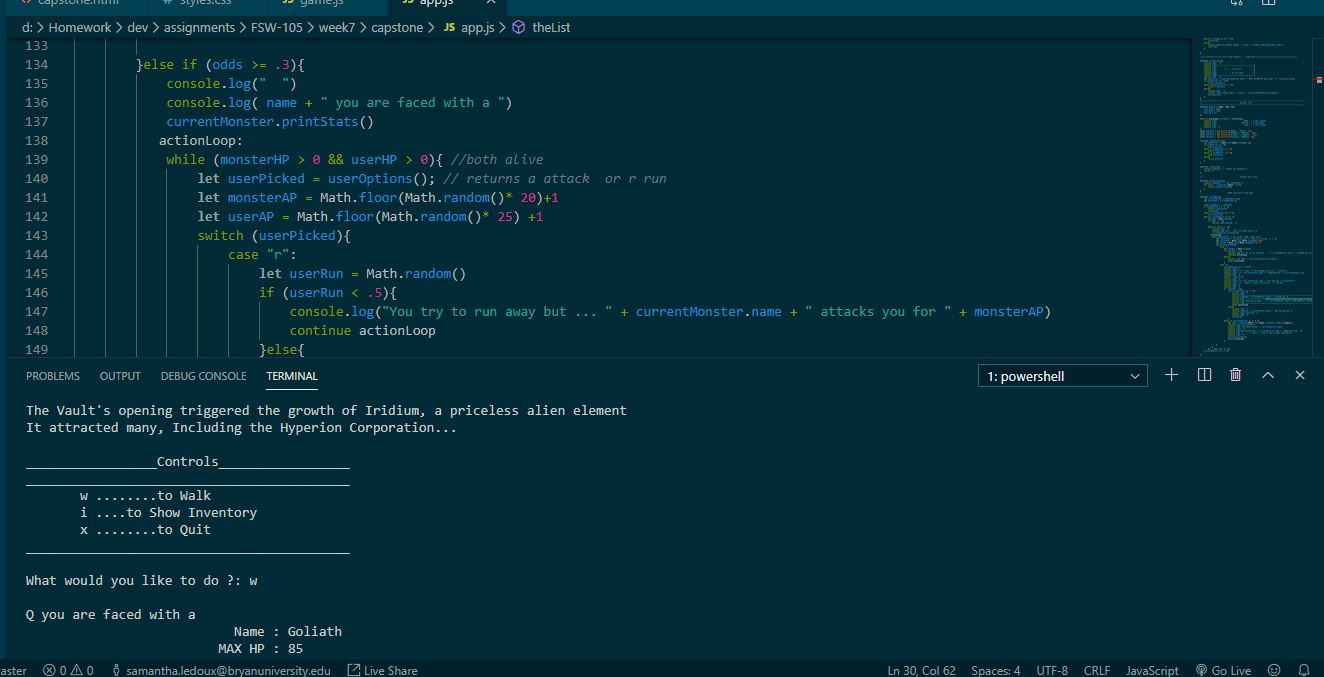 capstone.html styles.css game.js app.js
d: > Homework > dev > assignments > FSW-105 > week7 > capstone > JS app.js > theList
133
134 }else if (odds >= .3){
135 console.log("  ")
136 console.log( name + " you are faced with a ")
137 currentMonster.printStats()
138 actionLoop:
139 while (monsterHP > 0 && userHP > 0){ //both alive
140 let userPicked = userOptions(); // returns a attack  or r run
141 let monsterAP = Math.floor(Math.random()* 20)+1
142 let userAP = Math.floor(Math.random()* 25) +1
143 switch (userPicked){
144 case "r":
145 let userRun = Math.random()
146 if (userRun < .5){
147 console.log("You try to run away but ... " + currentMonster.name + " attacks you for " + monsterAP)
148 continue actionLoop
149 }else{
PROBLEMS OUTPUT DEBUG CONSOLE TERMINAL 1: powershell
The Vault's opening triggered the growth of Iridium, a priceless alien element
It attracted many, Including the Hyperion Corporation...
_________________Controls_________________
__________________________________________
w ........to Walk
i ....to Show Inventory
x ........to Quit
__________________________________________
What would you like to do ?: w
Q you are faced with a
Name : Goliath
MAX HP : 85
aster 0 0 samantha.ledoux@bryanuniversity.edu Live Share Ln 30, Col 62 Spaces: 4 UTF-8 CRLF JavaScript Go Live